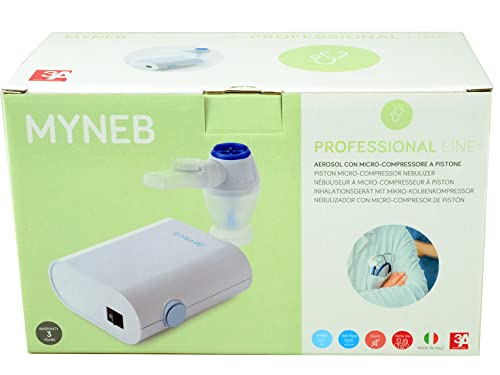 PROFESSIONAL LINE
3A
MYNEB
PROFESSIONAL LINE+
AEROSOL CON MICRO-COMPRESSORE A PISTONE
PISTON MICRO-COMPRESSOR NEBULIZER
NÉBULISEUR À MICRO-COMPRESSEUR À PISTON
INHALATIONSGERÄT MIT MIKRO-KOLBENKOMPRESSOR
NEBULIZADOR CON MICRO-COMPRESOR DE PISTÓN
MYNEB
WARRANTY
3
YEARS
MADE IN ITALY
3A